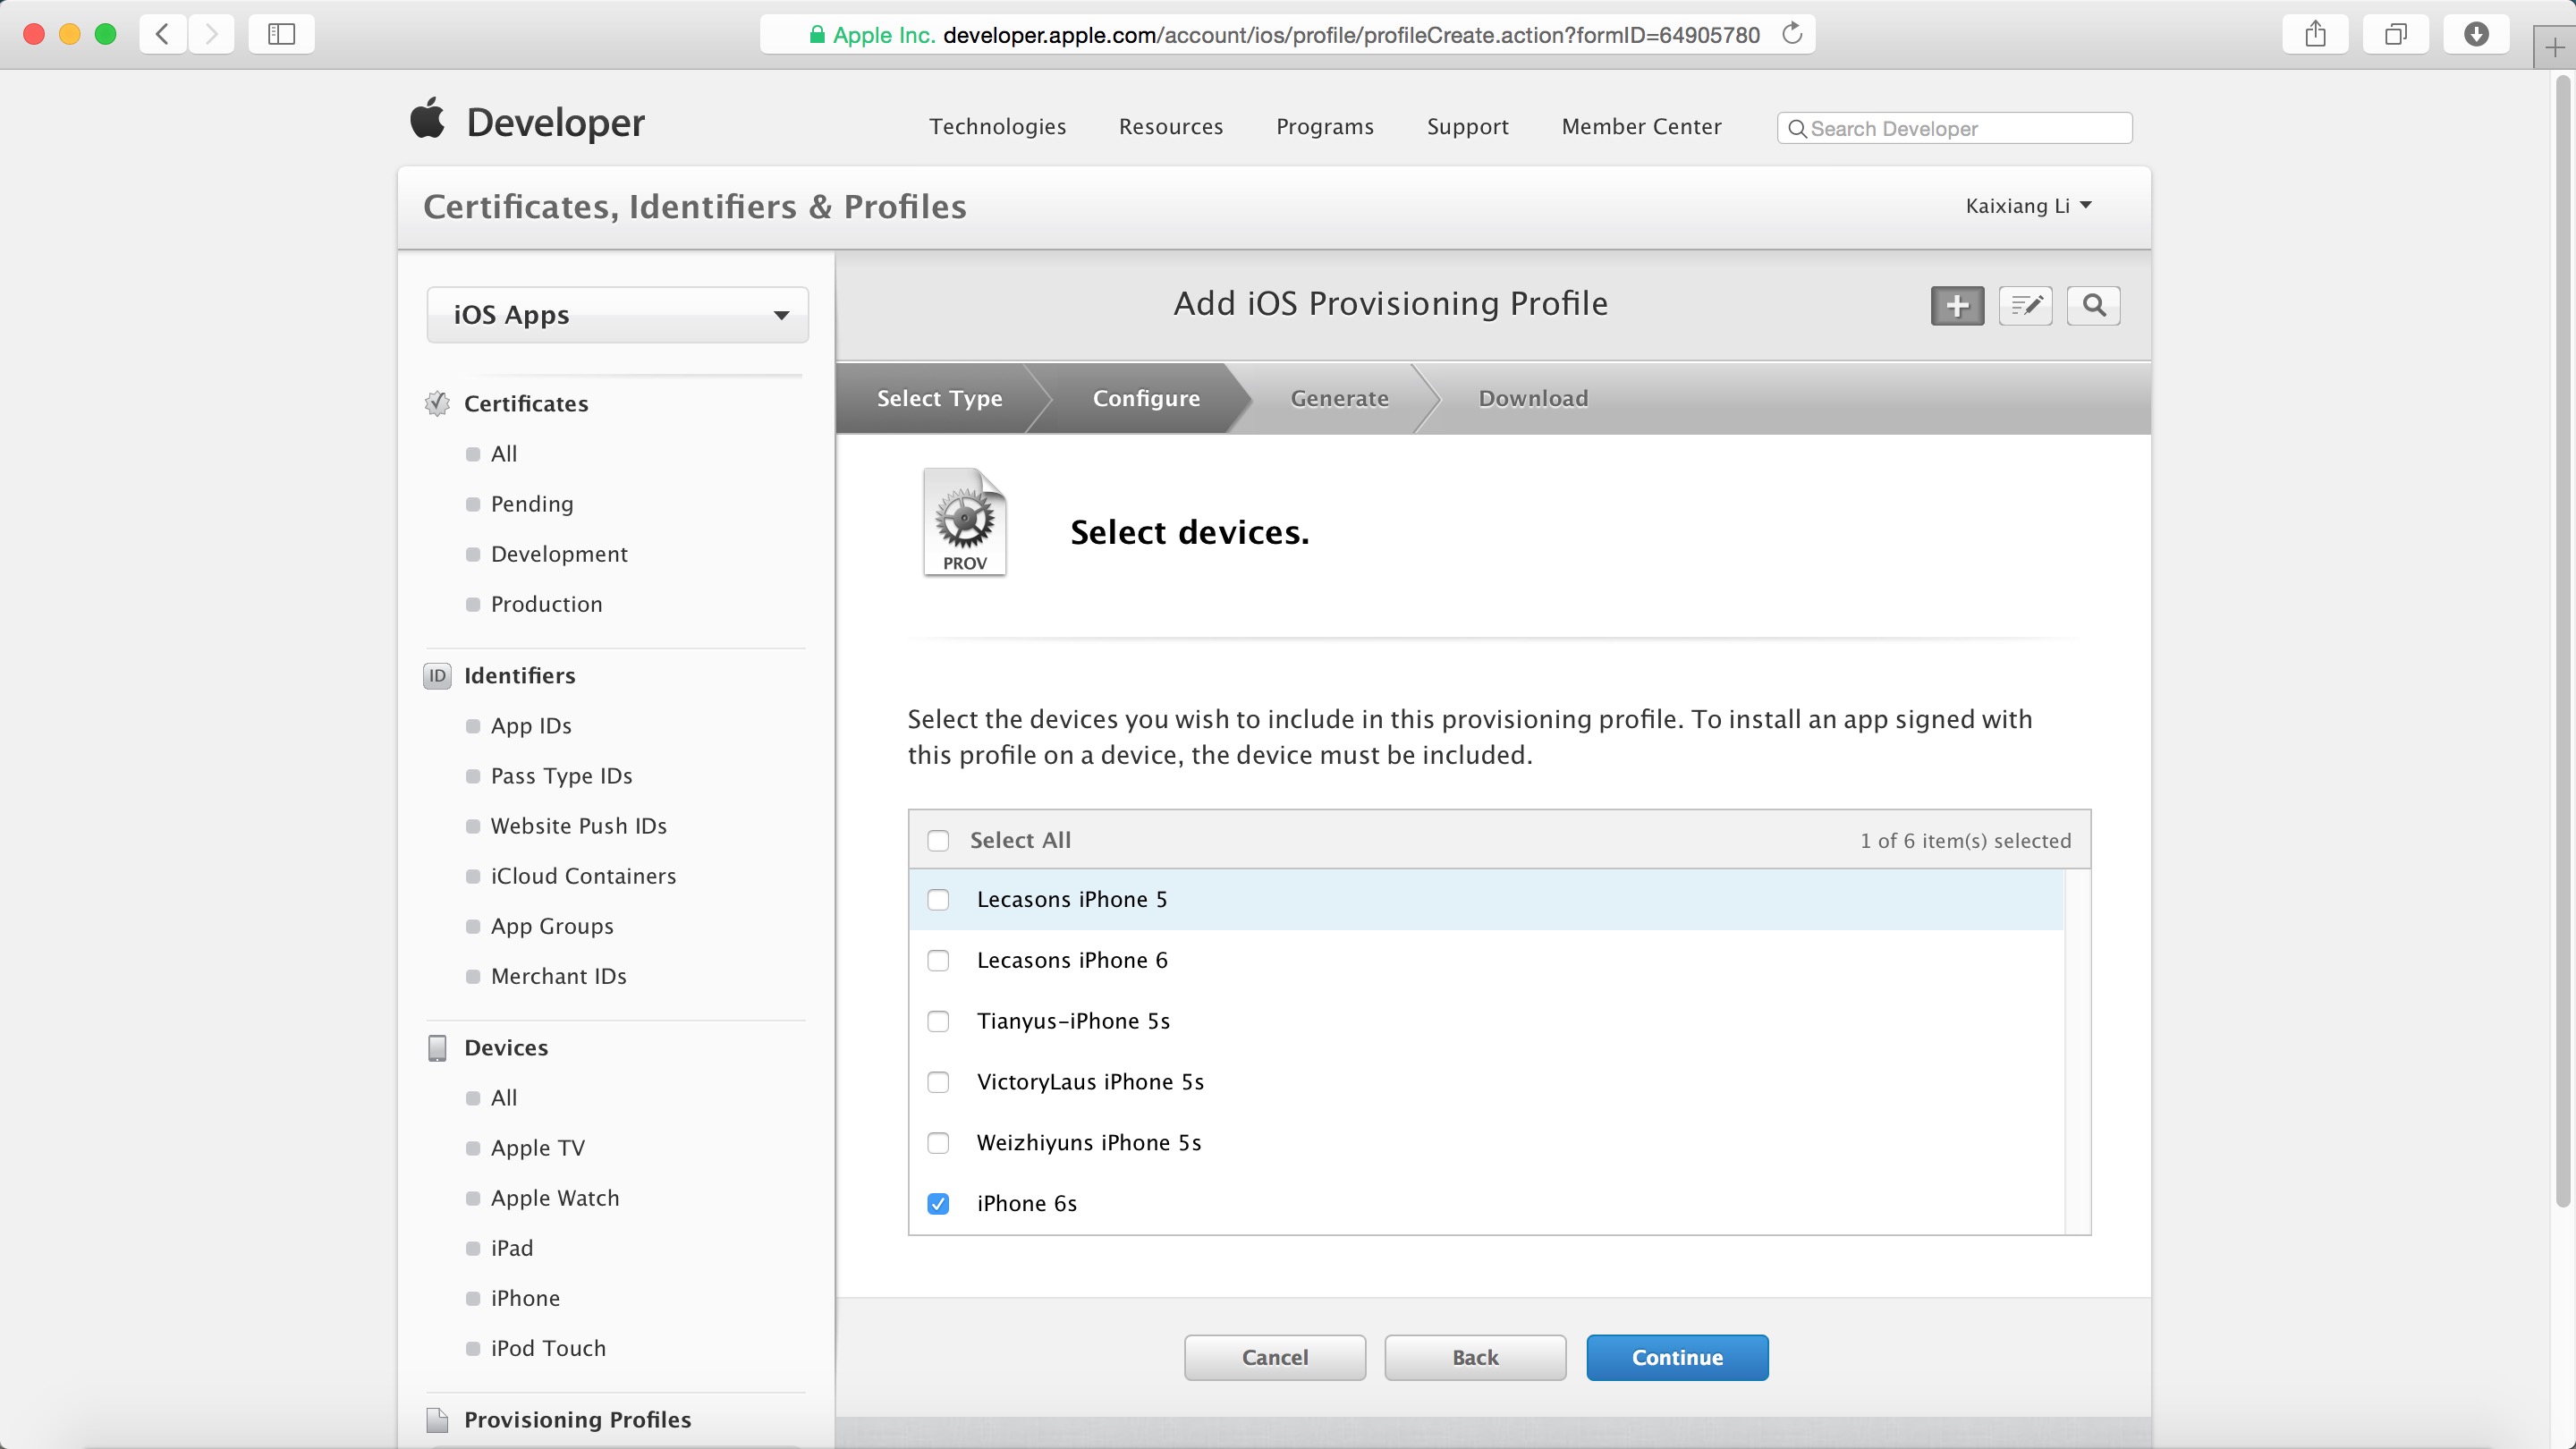 Apple Inc. developer.apple.com/account/ios/profile/profileCreate.action?formID=64905780
Developer
Technologies
Resources
Programs
Support
Member Center
Search Developer
Certificates, Identifiers & Profiles
Kaixiang Li
iOS Apps
Certificates
All
Pending
Development
Production
ID Identifiers
App IDs
Pass Type IDs
Website Push IDs
iCloud Containers
App Groups
Merchant IDs
Devices
All
Apple TV
Apple Watch
iPad
iPhone
iPod Touch
Provisioning Profiles
Add iOS Provisioning Profile
Select Type
Configure
Generate
Download
PROV
Select devices.
Select the devices you wish to include in this provisioning profile. To install an app signed with
this profile on a device, the device must be included.
Select All
1 of 6 item(s) selected
Lecasons iPhone 5
Lecasons iPhone 6
Tianyus-iPhone 5s
VictoryLaus iPhone 5s
Weizhiyuns iPhone 5s
iPhone 6s
Cancel
Back
Continue